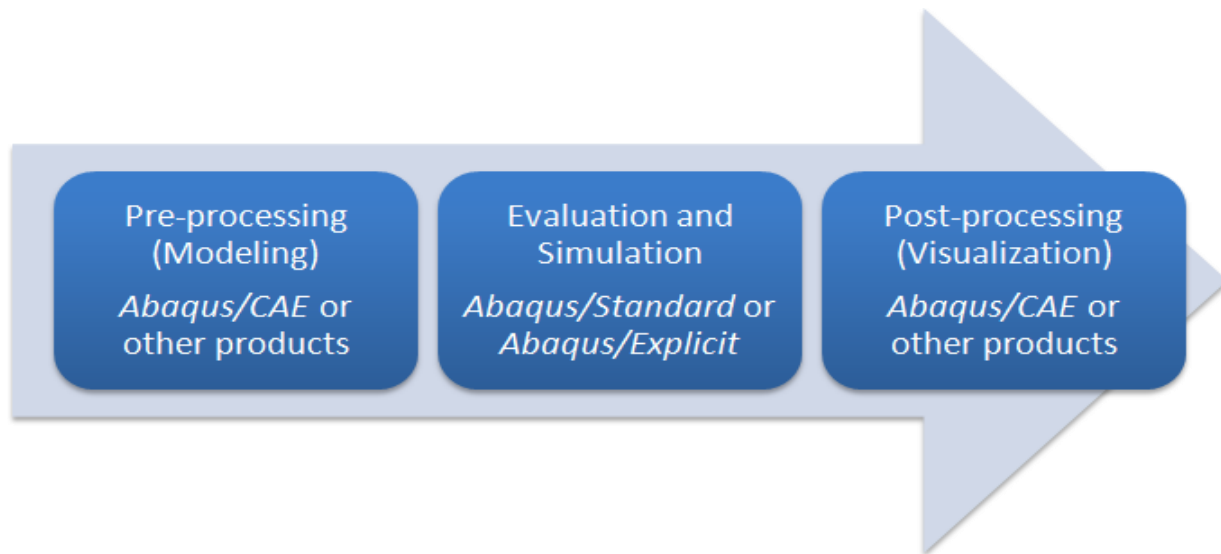 Pre-processing
(Modeling)
Abaqus/CAE or
other products
Evaluation and
Simulation
Abaqus/Standard or
Abaqus/Explicit
Post-processing
(Visualization)
Abaqus/CAE or
other products